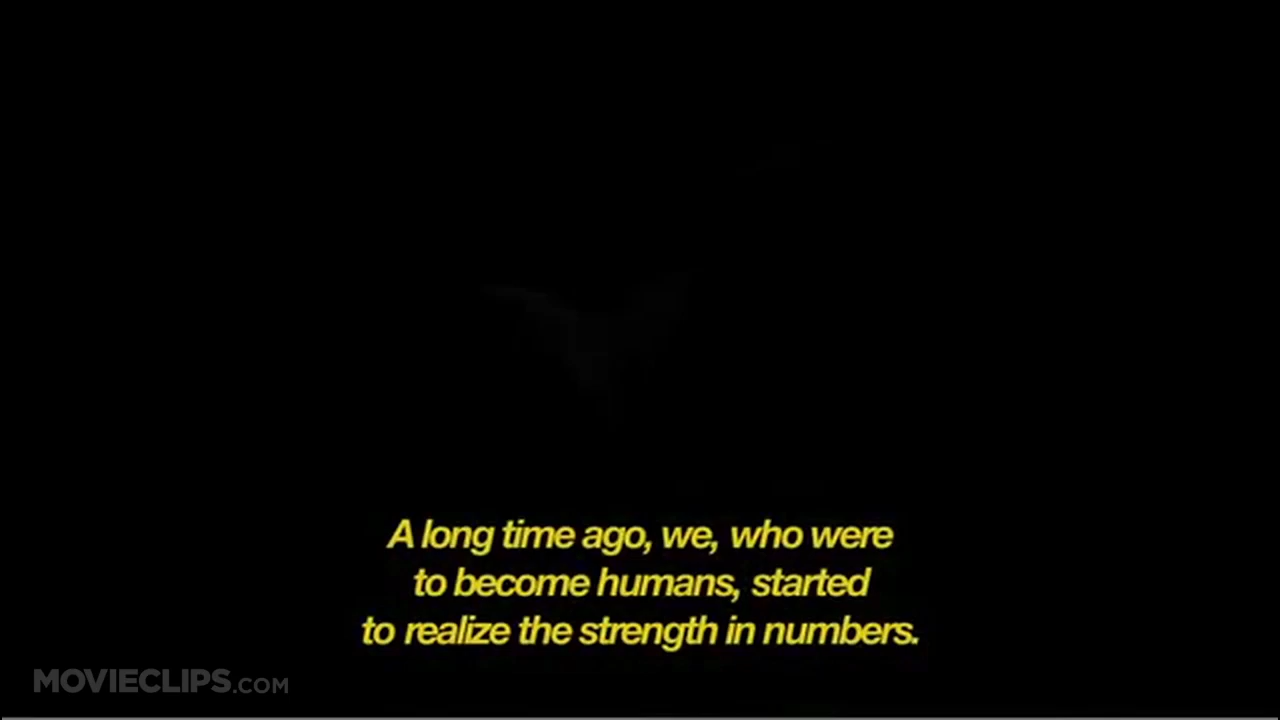 A long time ago, we, who were
to become humans, started
to realize the strength in numbers.
MOVIECLIPS.COM